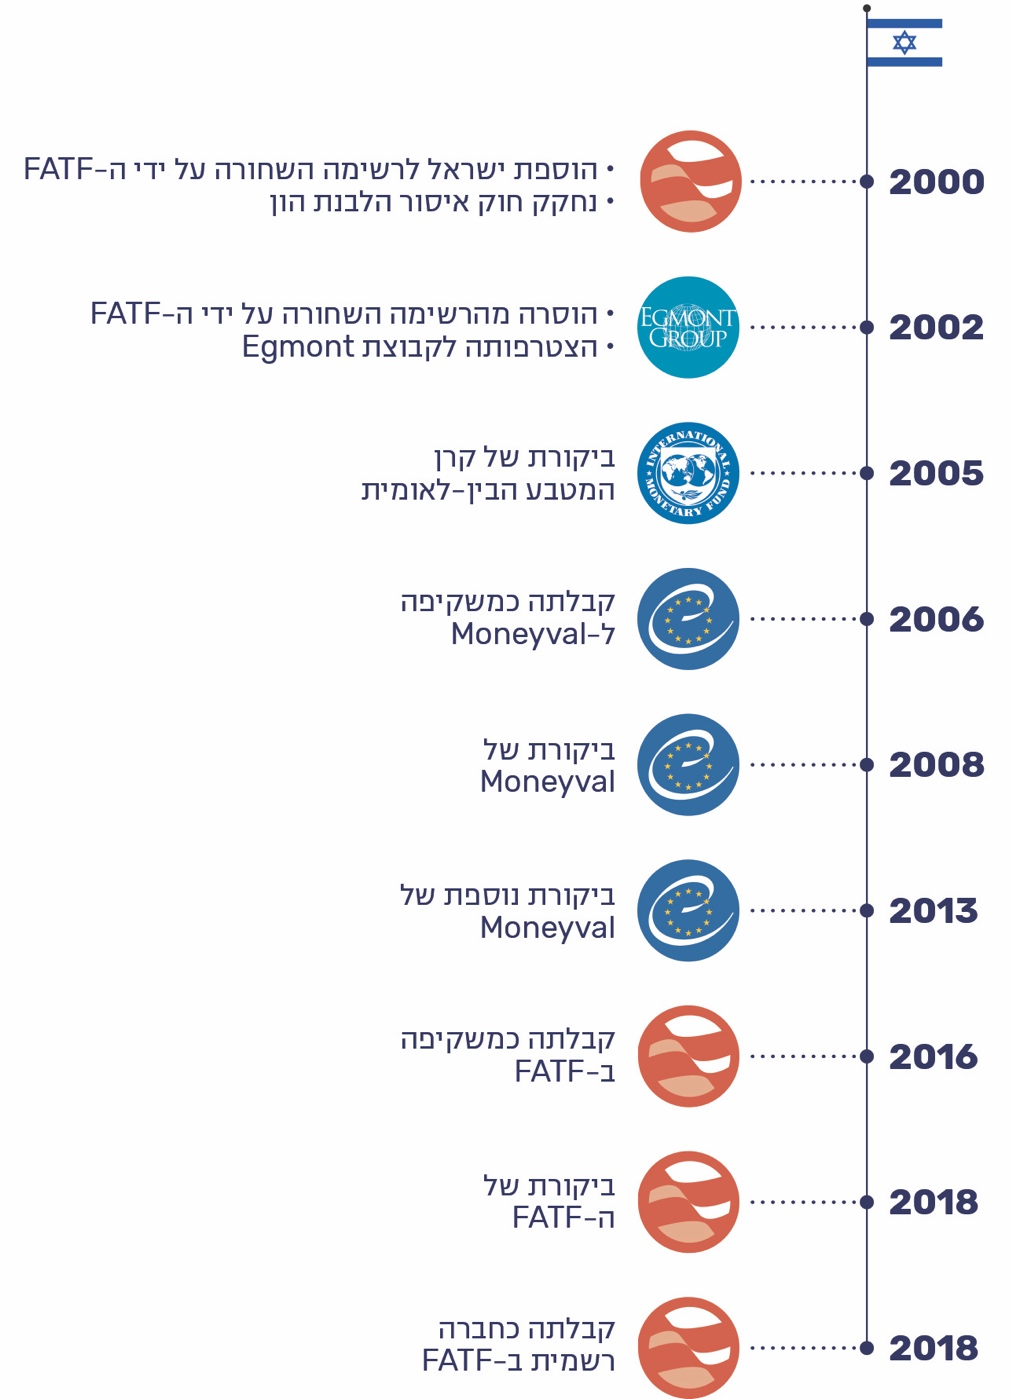 2000
• הוספת ישראל לרשימה השחורה על ידי ה-FATF
• נחקק חוק איסור הלבנת הון
2002
EGMONT
GROUP
• הוסרה מהרשימה השחורה על ידי ה-FATF
• הצטרפותה לקבוצת Egmont
2005
INTERNATIONAL
MONETARY FUND
ביקורת של קרן
המטבע הבין-לאומית
2006
קבלתה כמשקיפה
ל-Moneyval
2008
ביקורת של
Moneyval
2013
ביקורת נוספת של
Moneyval
2016
קבלתה כמשקיפה
ב-FATF
2018
ביקורת של
ה-FATF
2018
קבלתה כחברה
רשמית ב-FATF